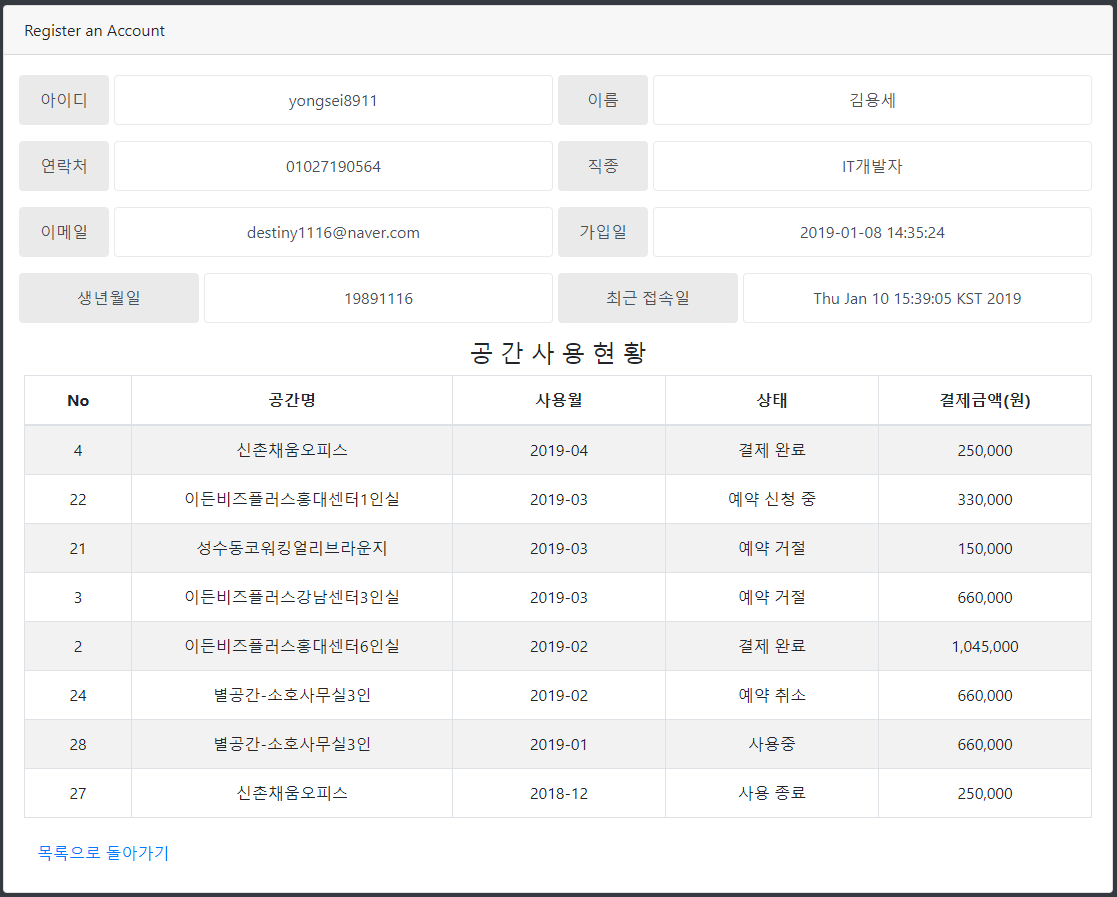 Register an Account
아이디 yongsei8911 이름 김용세
연락처 01027190564 직종 IT개발자
이메일 destiny1116@naver.com 가입일 2019-01-08 14:35:24
생년월일 19891116 최근 접속일 Thu Jan 10 15:39:05 KST 2019
공 간 사 용 현 황
No 공간명 사용월 상태 결제금액(원)
4 신촌채움오피스 2019-04 결제 완료 250,000
22 이든비즈플러스홍대센터1인실 2019-03 예약 신청 중 330,000
21 성수동코워킹얼리브라운지 2019-03 예약 거절 150,000
3 이든비즈플러스강남센터3인실 2019-03 예약 거절 660,000
2 이든비즈플러스홍대센터6인실 2019-02 결제 완료 1,045,000
24 별공간-소호사무실3인 2019-02 예약 취소 660,000
28 별공간-소호사무실3인 2019-01 사용중 660,000
27 신촌채움오피스 2018-12 사용 종료 250,000
목록으로 돌아가기